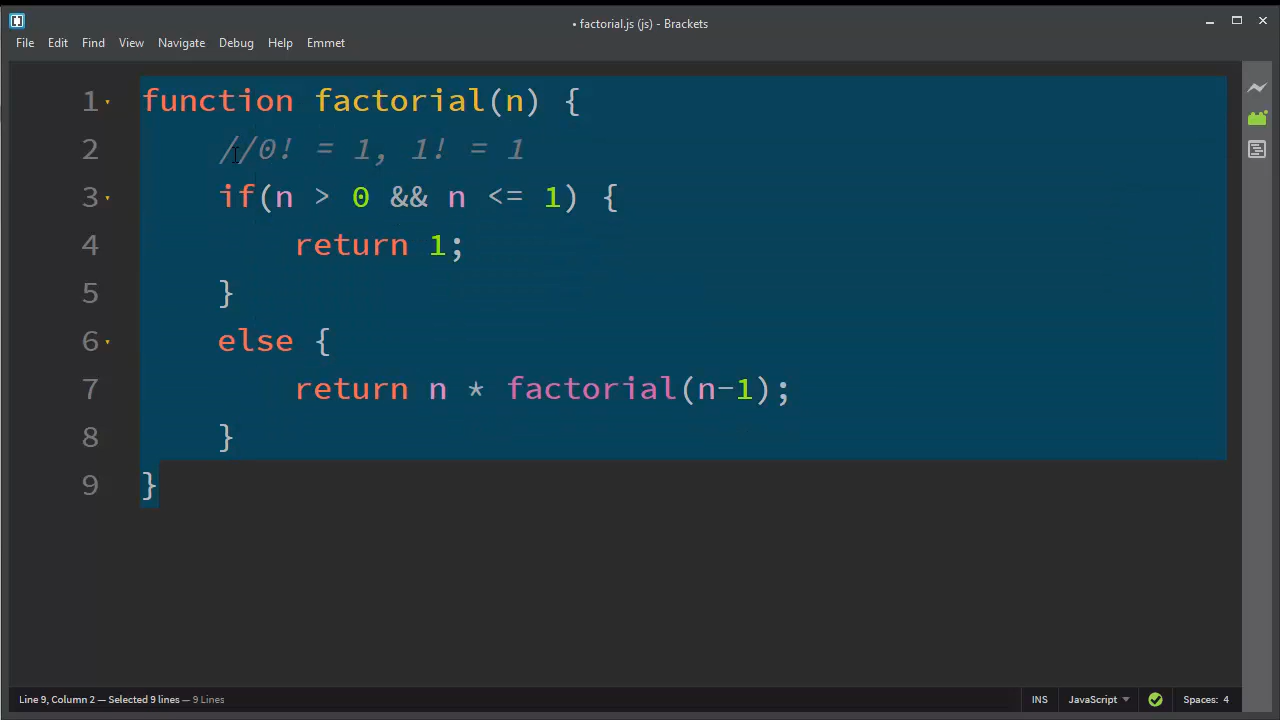 • factorial.js (js) - Brackets
File Edit Find View Navigate Debug Help Emmet
1 function factorial(n) {
2 //0! = 1, 1! = 1
3 if(n > 0 && n <= 1) {
4 return 1;
5 }
6 else {
7 return n * factorial(n-1);
8 }
9 }
Line 9, Column 2 — Selected 9 lines — 9 Lines INS JavaScript Spaces: 4